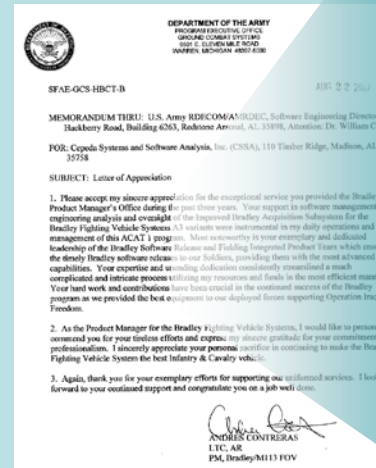 DEPARTMENT OF THE ARMY
PROGRAM EXECUTIVE OFFICE
GROUND COMBAT SYSTEMS
6501 E. ELEVEN MILE ROAD
WARREN, MICHIGAN 48397-5000
SFAE-GCS-HBCT-B
AUG 22
MEMORANDUM THRU: U.S. Army RDECOM/AMRDEC, Software Engineering Director
Hackberry Road, Building 6263, Redstone Arsenal, AL 35898, Attention: Dr. William C
FOR: Cepeda Systems and Software Analysis, Inc. (CSSA), 110 Timber Ridge, Madison, AL
35758
SUBJECT: Letter of Appreciation
1. Please accept my sincere appreciation for the exceptional service you provided the Bradley
Product Manager's Office during the past three years. Your support in software management
engineering analysis and oversight of the Improved Bradley Acquisition Subsystem for the
Bradley Fighting Vehicle Systems A3 variants were instrumental in my daily operations and
management of this ACAT 1 program. Most noteworthy is your exemplary and dedicated
leadership of the Bradley Software Release and Fielding Integrated Product Team which
the timely Bradley software releases to our Soldiers, providing them with the most advanced
capabilities. Your expertise and unending dedication consistently streamlined a much
complicated and intricate process utilizing my resources and funds in the most efficient
Your hard work and contributions have been crucial in the continued success of the Bradley
program as we provided the best equipment to our deployed forces supporting Operation
Freedom.
2. As the Product Manager for the Bradley Fighting Vehicle Systems, I would like to
commend you for your tireless efforts and express my sincere gratitude for your commitment
professionalism. I sincerely appreciate your personal sacrifice in continuing to make the
Fighting Vehicle System the best Infantry & Cavalry vehicle.
3. Again, thank you for your exemplary efforts for supporting our uniformed services. I
forward to your continued support and congratulate you on a job well done.
ANDRES CONTRERAS
LTC, AR
PM, Bradley/M113 FOV